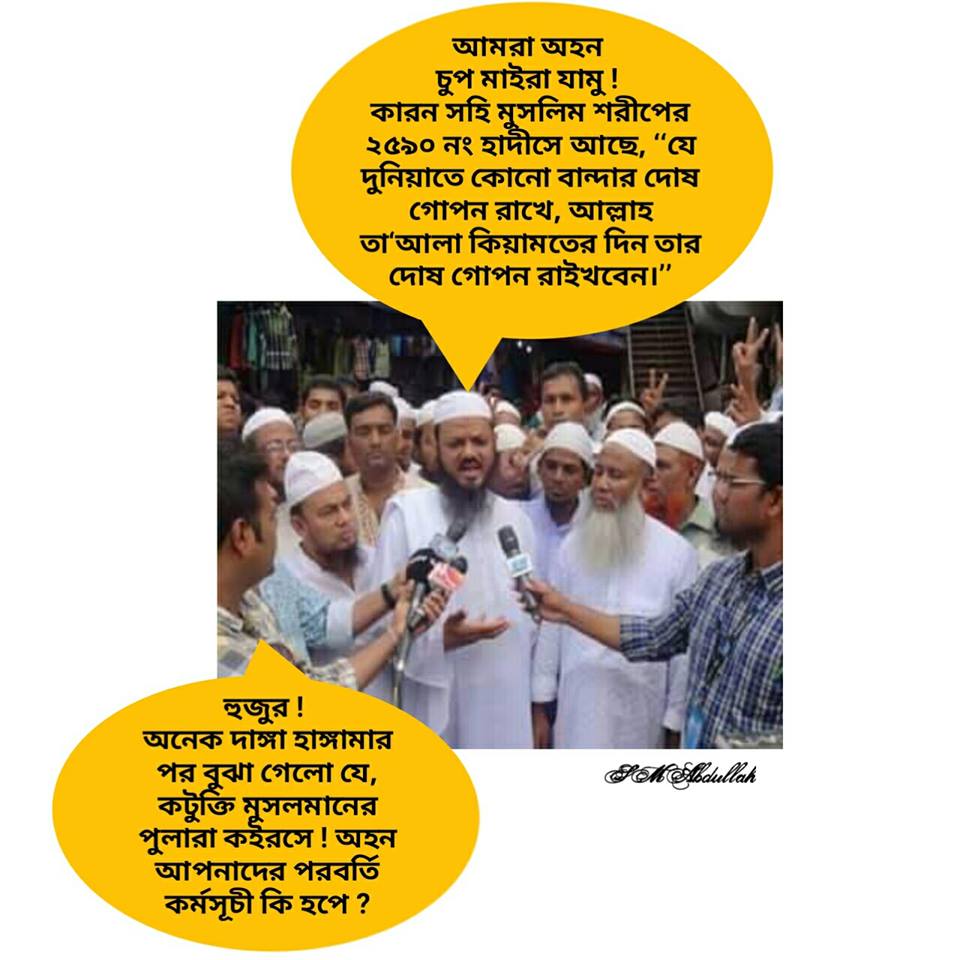 আমরা অহন
চুপ মাইরা যামু !
কারন সহি মুসলিম শরীপের
২৫৯০ নং হাদীসে আছে, “যে
দুনিয়াতে কোনো বান্দার দোষ
গোপন রাখে, আল্লাহ
তা'আলা কিয়ামতের দিন তার
দোষ গোপন রাইখবেন।”
হুজুর !
অনেক দাঙ্গা হাঙ্গামার
পর বুঝা গেলো যে,
কটুক্তি মুসলমানের
পুলারা কইরসে ! অহন
আপনাদের পরবর্তি
কর্মসূচী কি হপে ?
S M Abdullah